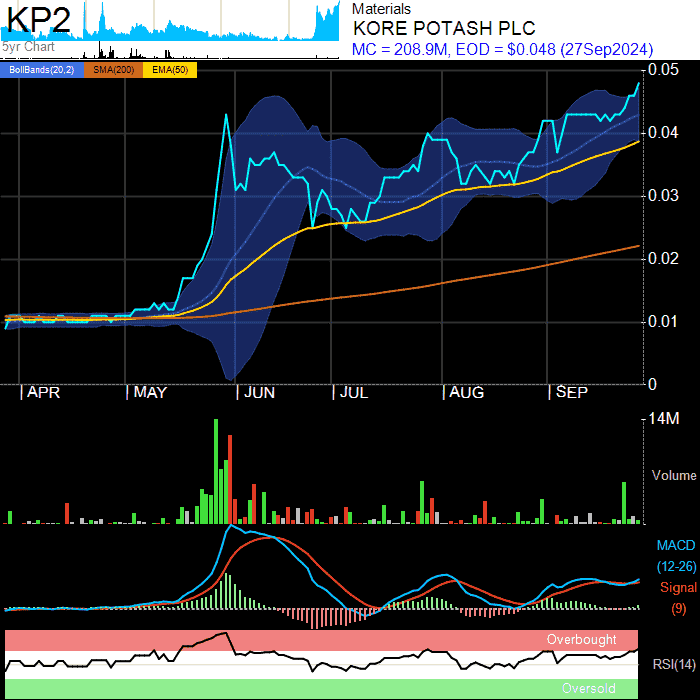 KP2
5yr Chart
Materials
KORE POTASH PLC
MC = 208.9M, EOD = $0.048 (27Sep2024)
BollBands(20,2) SMA(200) EMA(50)
0.05
0.04
0.03
0.02
0.01
0
| APR | MAY | JUN | JUL | AUG | SEP
14M
Volume
MACD
(12-26)
Signal
(9)
Overbought
RSI(14)
Oversold